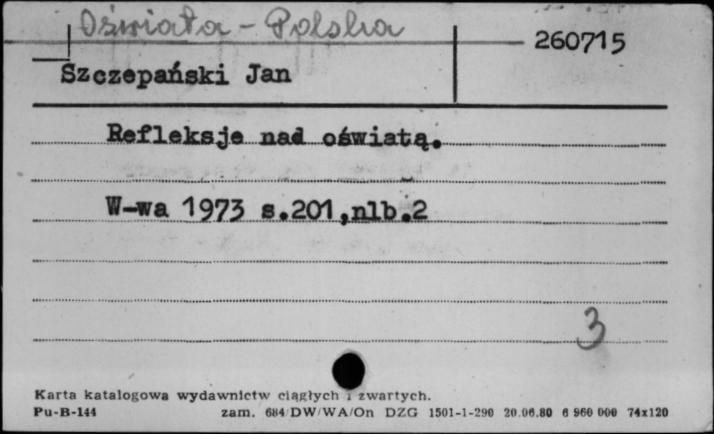 Oświata - Polska
260715
Szczepański Jan
Refleksje nad oświatą.
W-wa 1973 s.201,nlb.2
3
Karta katalogowa wydawnictw ciągłych i zwartych.
Pu-B-144 zam. 684/DW/WA/On DZG 1501-1-290 20.06.80 6 960 000 74x120